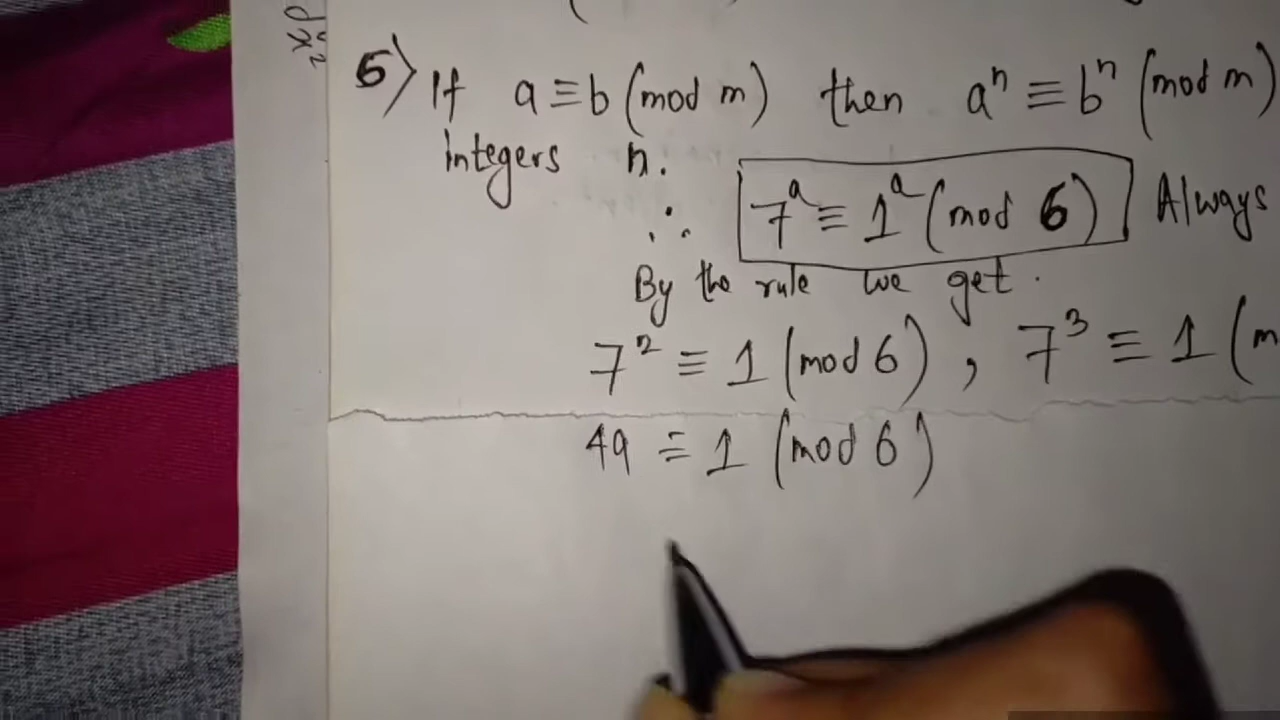 5) If a ≡ b (mod m) then aⁿ ≡ bⁿ (mod m)
integers n.
∴ 7ᵃ ≡ 1ᵃ (mod 6) Always
By the rule we get.
7² ≡ 1 (mod 6), 7³ ≡ 1 (m
49 ≡ 1 (mod 6)